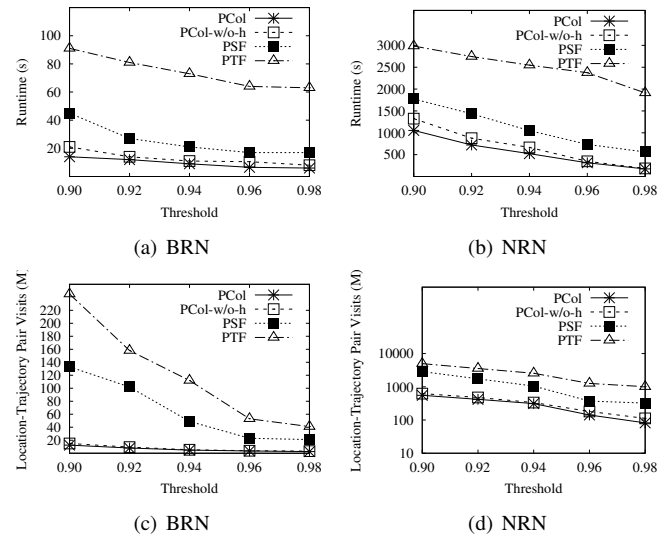 PCol
PCol-w/o-h
PSF
PTF
100
80
60
40
20
Runtime (s)
0.90 0.92 0.94 0.96 0.98
Threshold
(a) BRN
PCol
PCol-w/o-h
PSF
PTF
3000
2500
2000
1500
1000
500
Runtime (s)
0.90 0.92 0.94 0.96 0.98
Threshold
(b) NRN
PCol
PCol-w/o-h
PSF
PTF
220
200
180
160
140
120
100
80
60
40
20
Location-Trajectory Pair Visits (M)
0.90 0.92 0.94 0.96 0.98
Threshold
(c) BRN
PCol
PCol-w/o-h
PSF
PTF
10000
1000
100
10
Location-Trajectory Pair Visits (M)
0.90 0.92 0.94 0.96 0.98
Threshold
(d) NRN